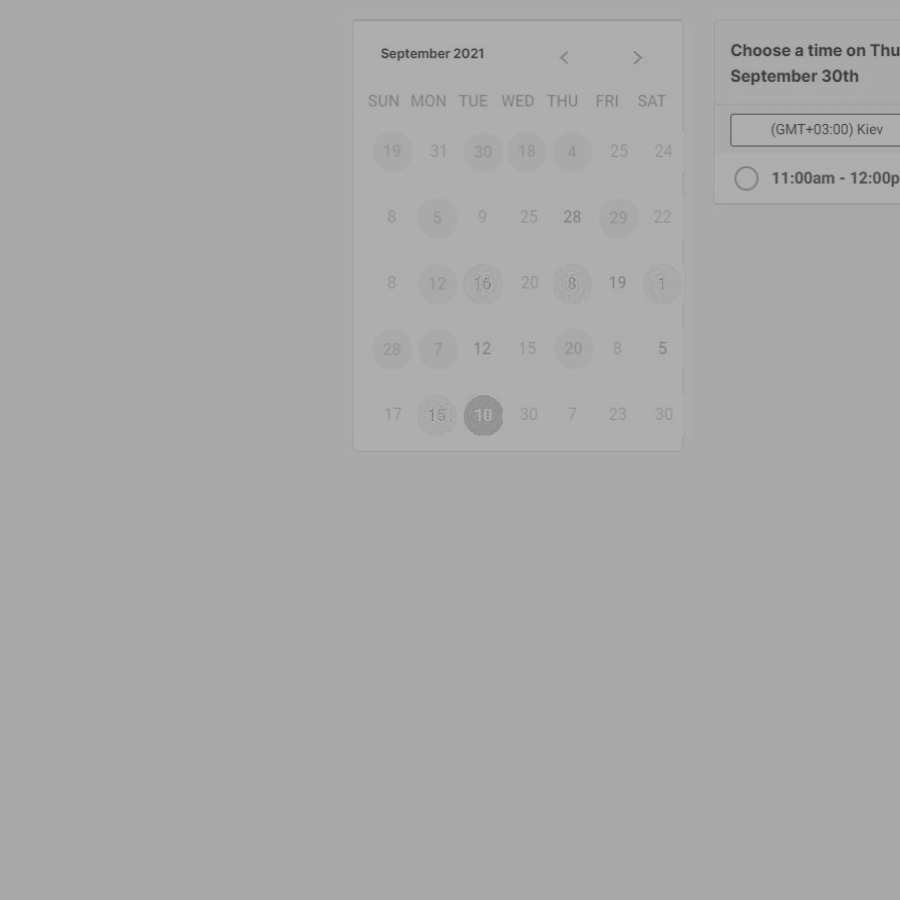 September 2021
SUN MON TUE WED THU FRI SAT
19 31 30 18 4 25 24
8 5 9 25 28 29 22
8 12 16 20 8 19 1
28 7 12 15 20 8 5
17 15 10 30 7 23 30
Choose a time on Thu
September 30th
(GMT+03:00) Kiev
11:00am - 12:00p